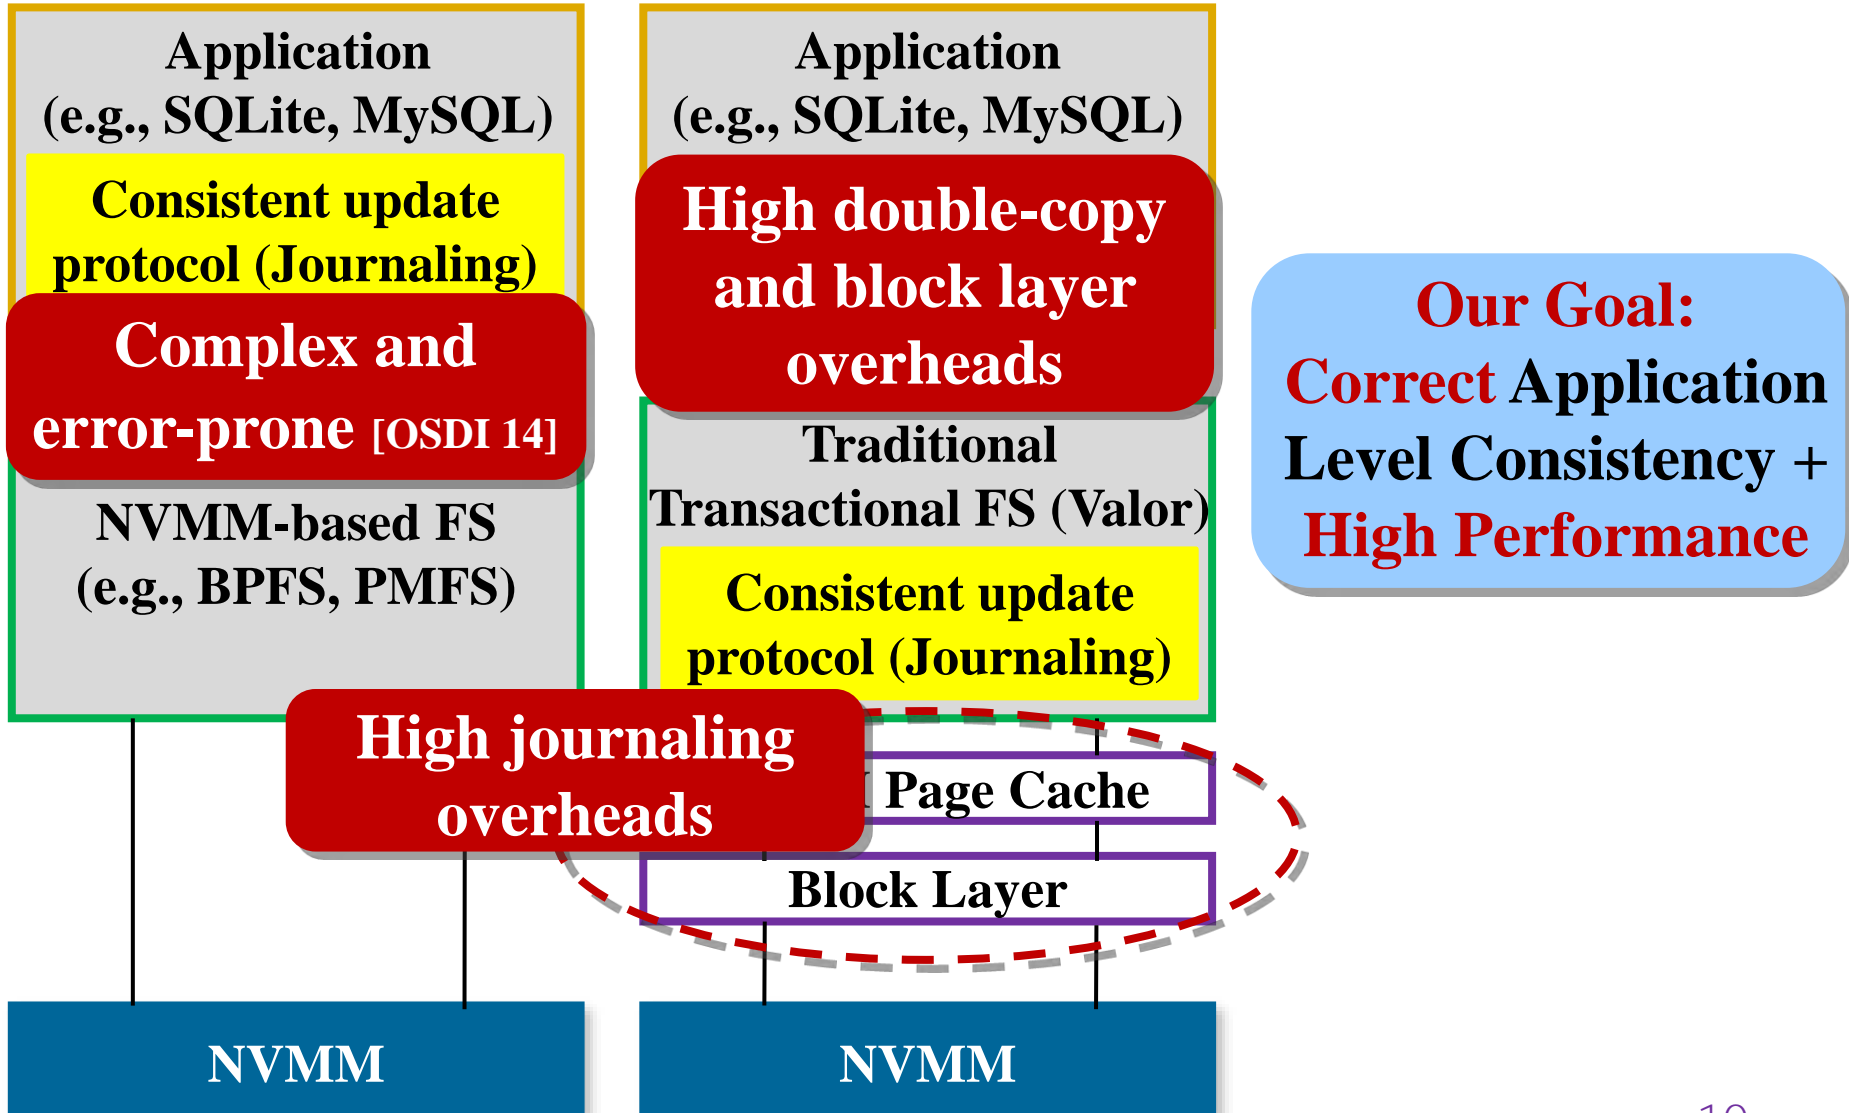 Application
(e.g., SQLite, MySQL)
Consistent update
protocol (Journaling)
Complex and
error-prone [OSDI 14]
NVMM-based FS
(e.g., BPFS, PMFS)
Application
(e.g., SQLite, MySQL)
High double-copy
and block layer
overheads
Traditional
Transactional FS (Valor)
Consistent update
protocol (Journaling)
High journaling
overheads
Page Cache
Block Layer
NVMM
NVMM
Our Goal:
Correct Application
Level Consistency +
High Performance